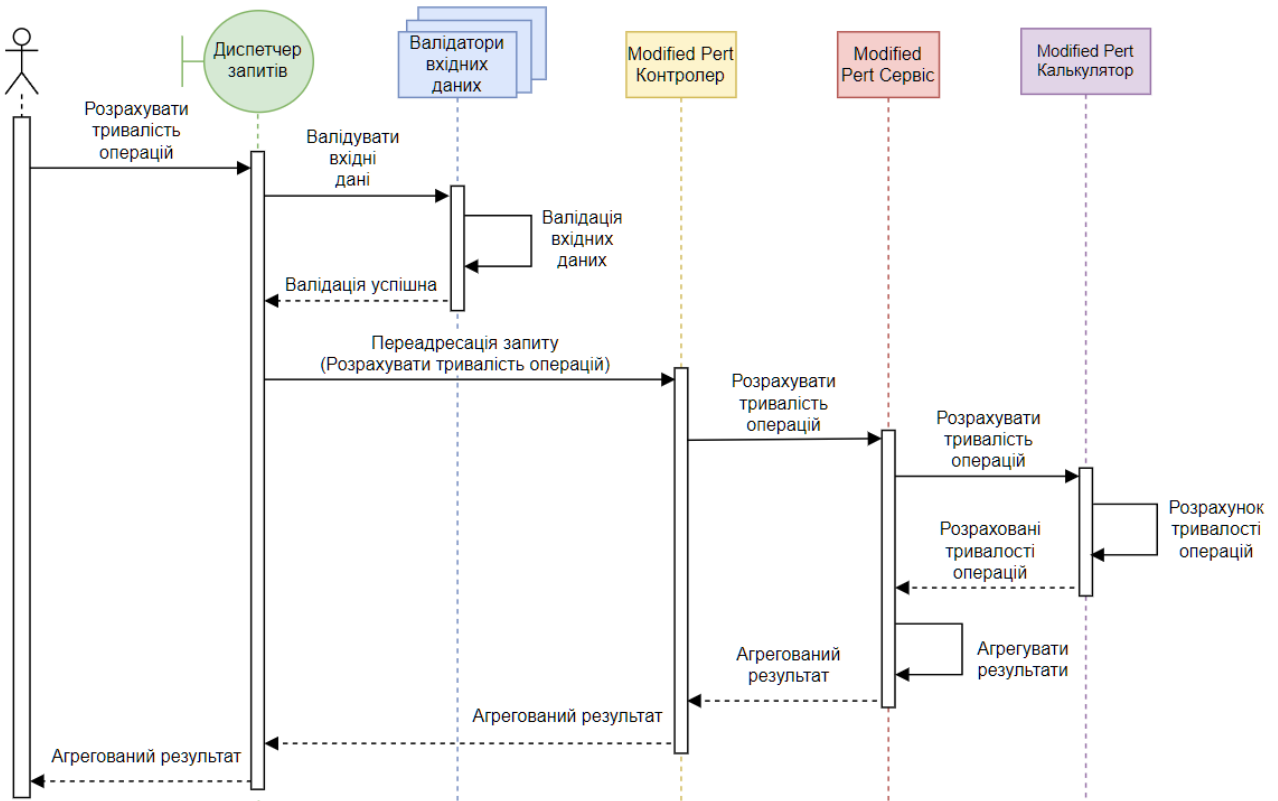 Диспетчер
запитів
Валідатори
вхідних
даних
Modified Pert
Контролер
Modified
Pert Сервіс
Modified Pert
Калькулятор
Розрахувати
тривалість
операцій
Валідувати
вхідні
дані
Валідація
вхідних
даних
Валідація успішна
Переадресація запиту
(Розрахувати тривалість операцій)
Розрахувати
тривалість
операцій
Розрахувати
тривалість
операцій
Розрахунок
тривалості
операцій
Розраховані
тривалості
операцій
Агрегувати
результати
Агрегований
результат
Агрегований результат
Агрегований результат